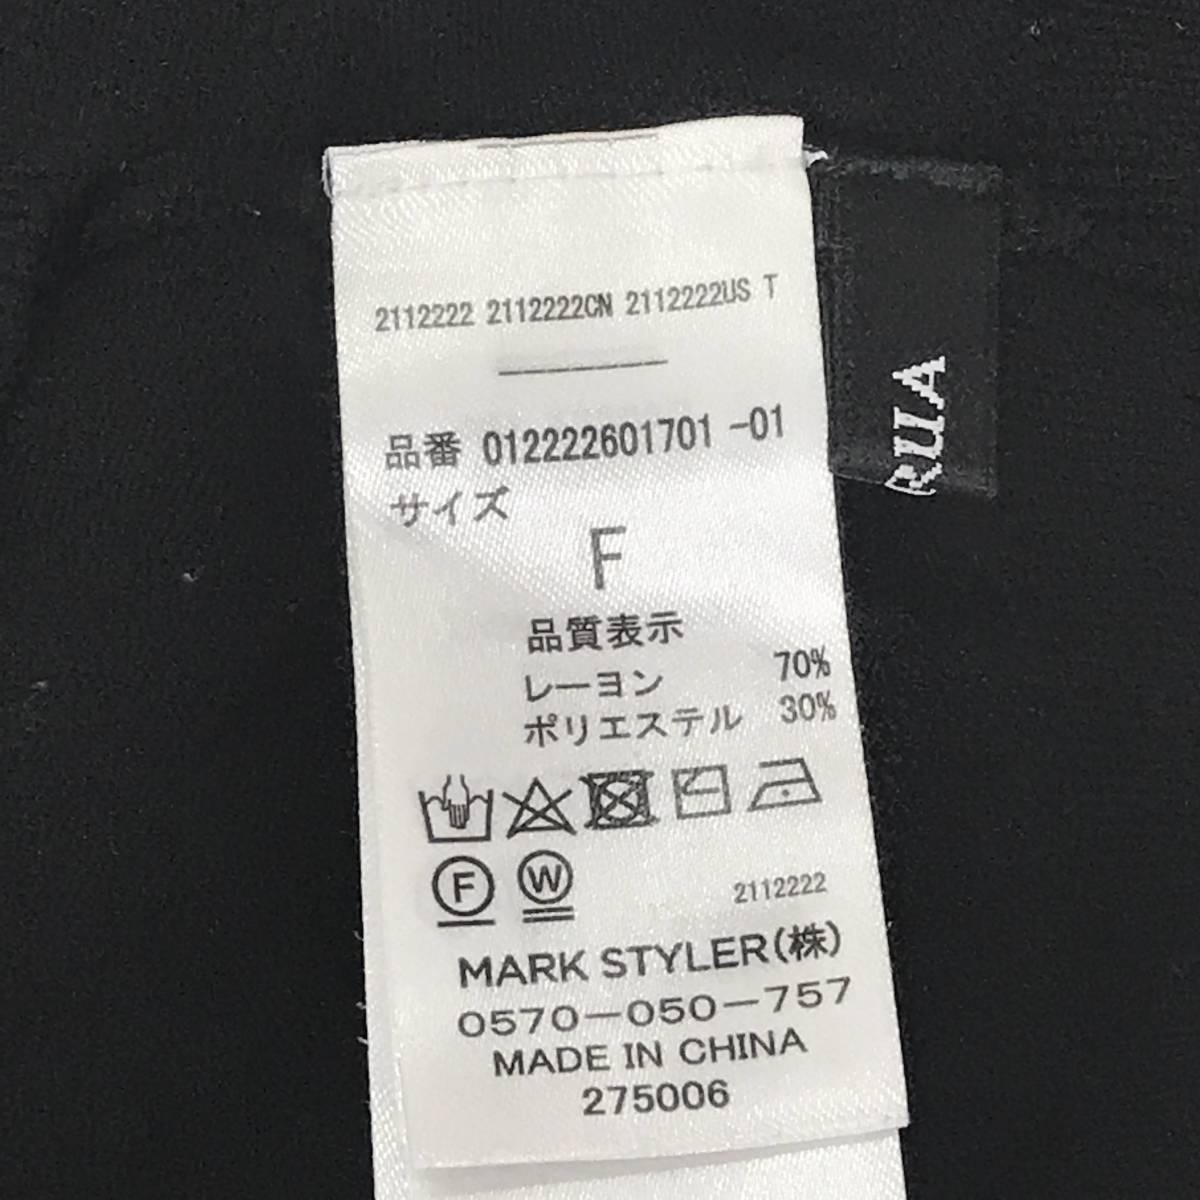 2112222 2112222CN 2112222US T
品番 012222601701 -01
サイズ
F
品質表示
レーヨン 70%
ポリエステル 30%
F W
2112222
MARK STYLER(株)
0570-050-757
MADE IN CHINA
275006
RUA